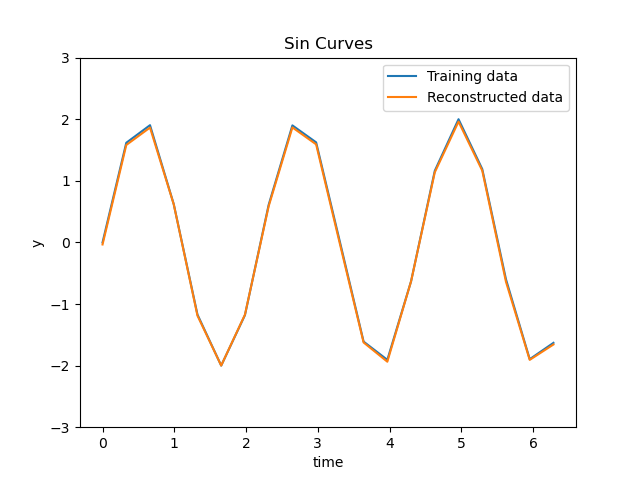 Sin Curves
3
2
1
0
−1
−2
−3
y
Training data
Reconstructed data
0 1 2 3 4 5 6
time